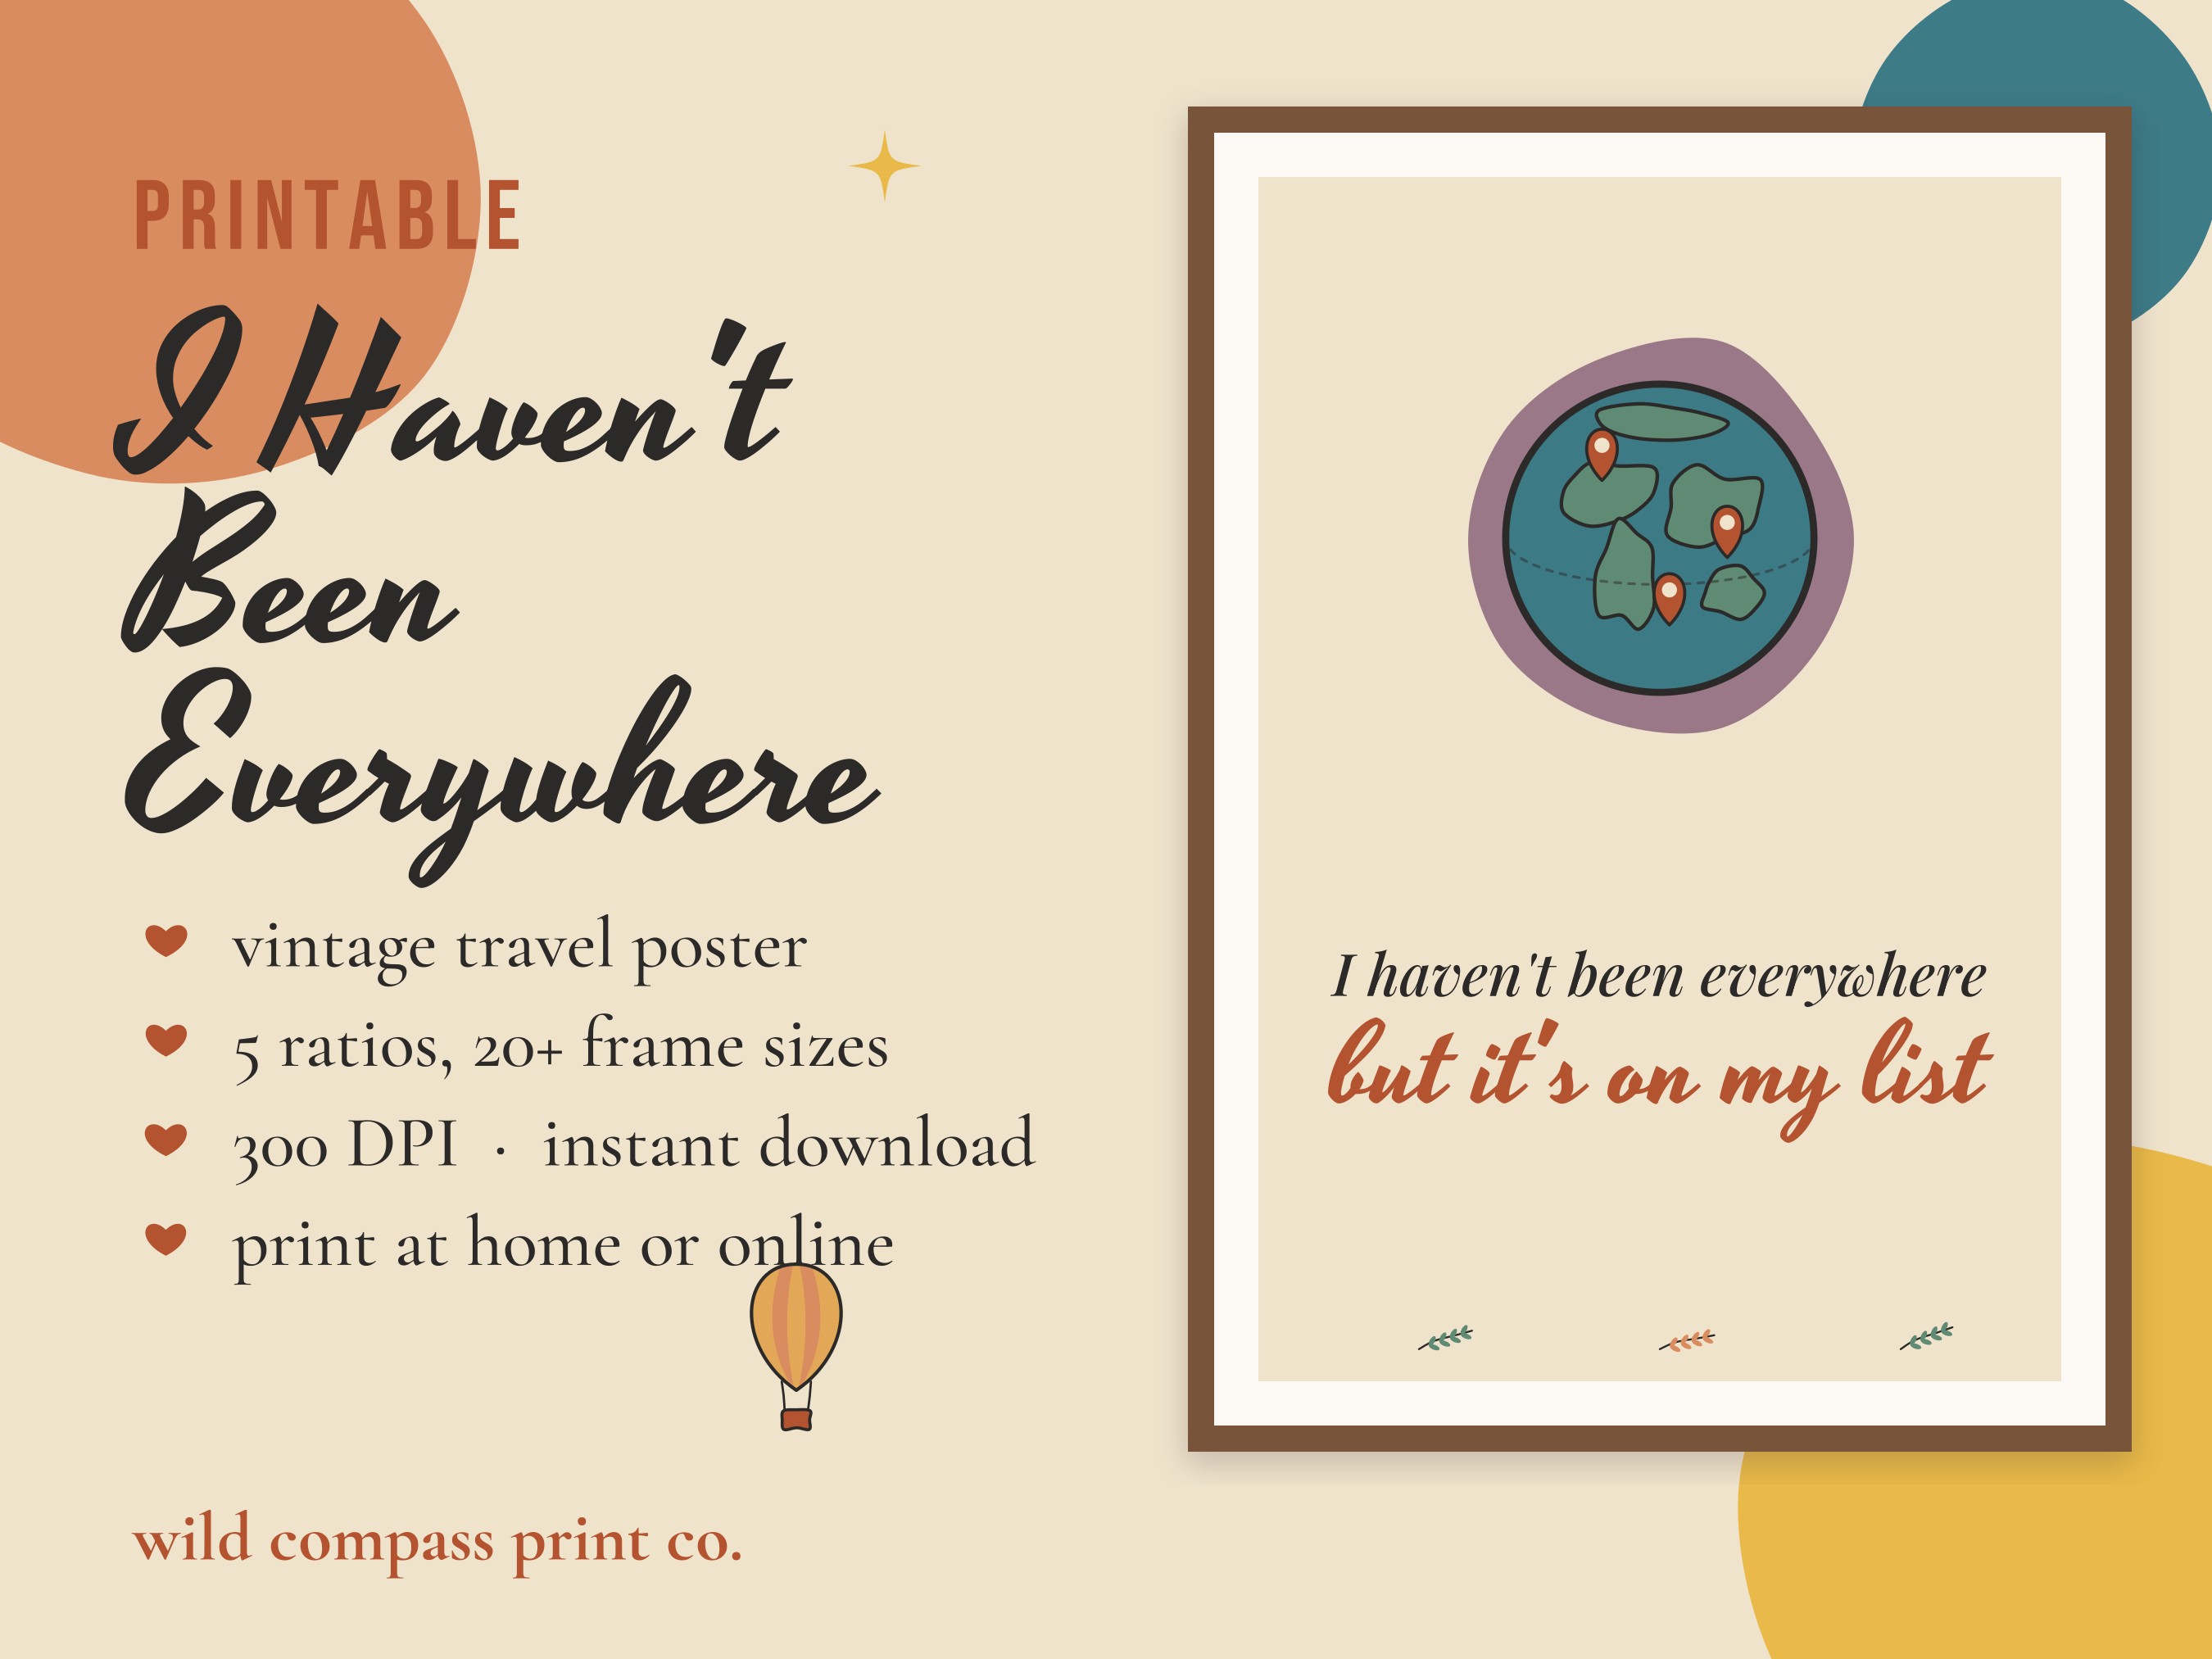 PRINTABLE
I Haven't
Been
Everywhere
vintage travel poster
5 ratios, 20+ frame sizes
300 DPI · instant download
print at home or online
wild compass print co.
I haven't been everywhere
but it's on my list